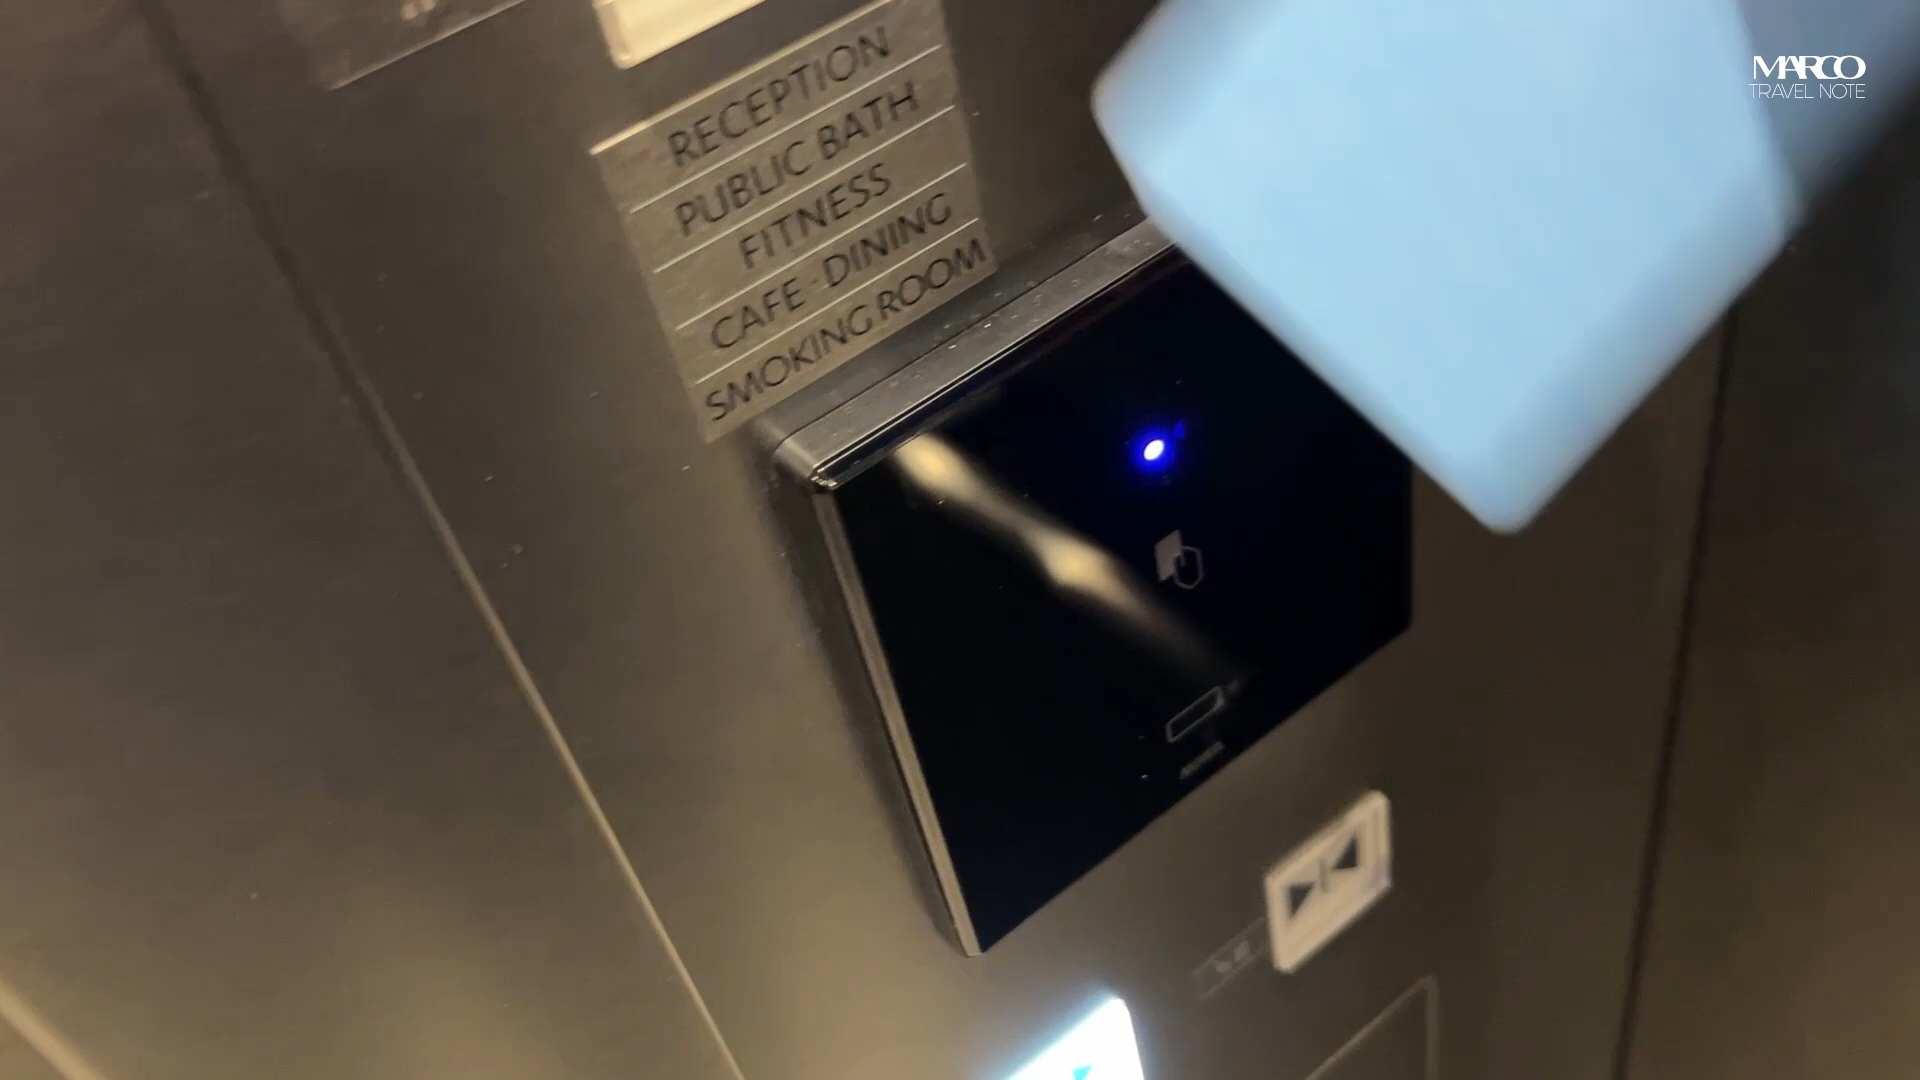 MARCO
TRAVEL NOTE
RECEPTION
PUBLIC BATH
FITNESS
CAFE · DINING
SMOKING ROOM